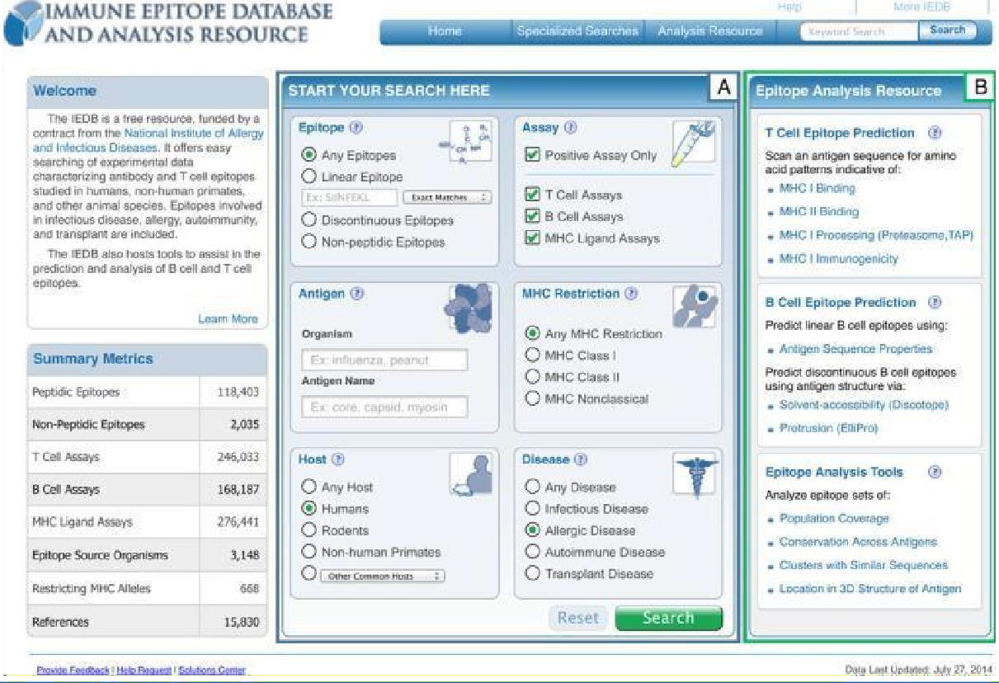 IMMUNE EPITOPE DATABASE
AND ANALYSIS RESOURCE
Help
More IEDB
Home
Specialized Searches
Analysis Resource
Keyword Search
Search
Welcome
The IEDB is a free resource, funded by a
contract from the National Institute of Allergy
and Infectious Diseases. It offers easy
searching of experimental data
characterizing antibody and T cell epitopes
studied in humans, non-human primates,
and other animal species. Epitopes involved
in infectious disease, allergy, autoimmunity,
and transplant are included.
The IEDB also hosts tools to assist in the
prediction and analysis of B cell and T cell
epitopes.
Learn More
Summary Metrics
Peptidic Epitopes 118,403
Non-Peptidic Epitopes 2,035
T Cell Assays 246,033
B Cell Assays 168,187
MHC Ligand Assays 276,441
Epitope Source Organisms 3,148
Restricting MHC Alleles 668
References 15,830
START YOUR SEARCH HERE
A
Epitope ?
Any Epitopes
Linear Epitope
Ex: SIINFEKL
Exact Matches
Discontinuous Epitopes
Non-peptidic Epitopes
Assay ?
Positive Assay Only
T Cell Assays
B Cell Assays
MHC Ligand Assays
Antigen ?
Organism
Ex: influenza, peanut
Antigen Name
Ex: core, capsid, myosin
MHC Restriction ?
Any MHC Restriction
MHC Class I
MHC Class II
MHC Nonclassical
Host ?
Any Host
Humans
Rodents
Non-human Primates
Other Common Hosts
Disease ?
Any Disease
Infectious Disease
Allergic Disease
Autoimmune Disease
Transplant Disease
Reset
Search
Epitope Analysis Resource
B
T Cell Epitope Prediction ?
Scan an antigen sequence for amino
acid patterns indicative of:
MHC I Binding
MHC II Binding
MHC I Processing (Proteasome,TAP)
MHC I Immunogenicity
B Cell Epitope Prediction ?
Predict linear B cell epitopes using:
Antigen Sequence Properties
Predict discontinuous B cell epitopes
using antigen structure via:
Solvent-accessibility (Discotope)
Protrusion (ElliPro)
Epitope Analysis Tools ?
Analyze epitope sets of:
Population Coverage
Conservation Across Antigens
Clusters with Similar Sequences
Location in 3D Structure of Antigen
Provide Feedback | Help Request | Solutions Center
Data Last Updated: July 27, 2014